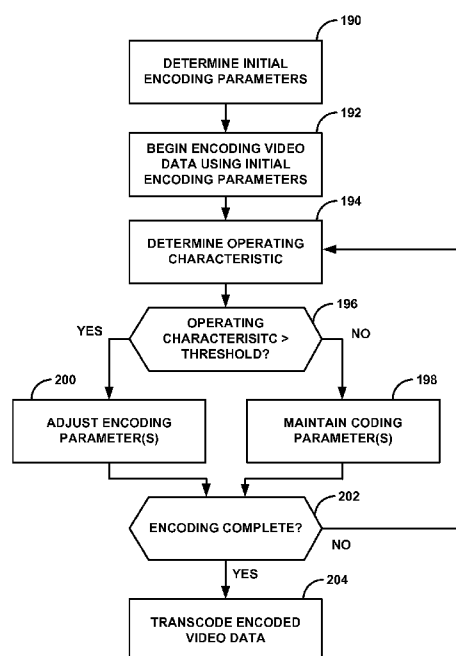 190
DETERMINE INITIAL
ENCODING PARAMETERS
192
BEGIN ENCODING VIDEO
DATA USING INITIAL
ENCODING PARAMETERS
194
DETERMINE OPERATING
CHARACTERISTIC
196
OPERATING
CHARACTERISITC >
THRESHOLD?
YES
NO
200
ADJUST ENCODING
PARAMETER(S)
198
MAINTAIN CODING
PARAMETER(S)
202
ENCODING COMPLETE?
NO
YES
204
TRANSCODE ENCODED
VIDEO DATA